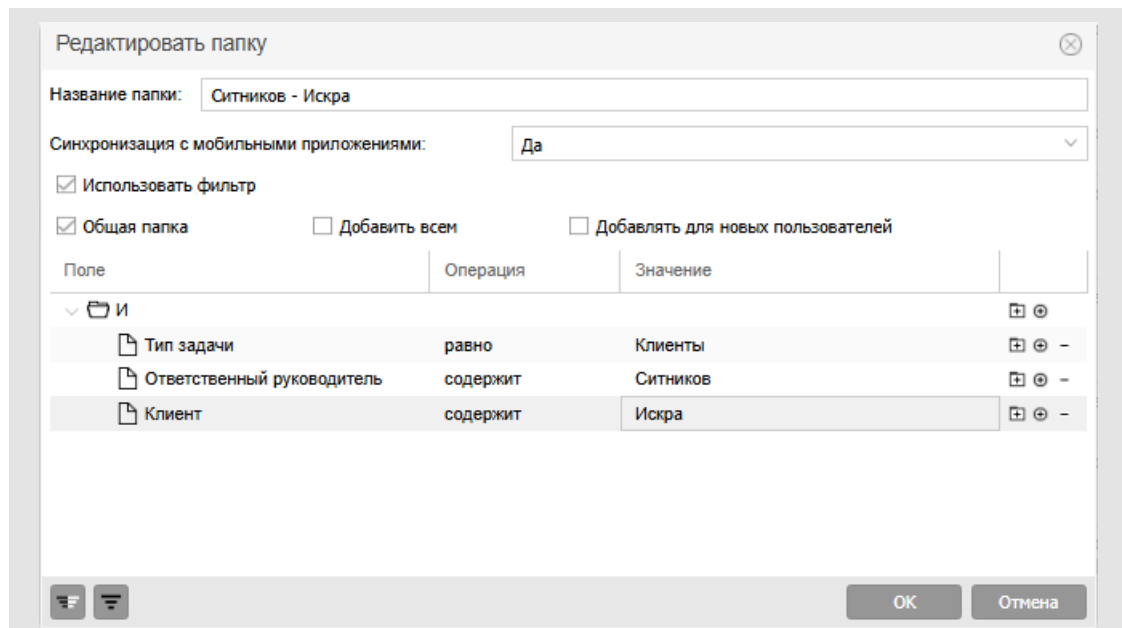 Редактировать папку
Название папки: Ситников - Искра
Синхронизация с мобильными приложениями: Да
Использовать фильтр
Общая папка Добавить всем Добавлять для новых пользователей
Поле Операция Значение
И
Тип задачи равно Клиенты
Ответственный руководитель содержит Ситников
Клиент содержит Искра
OK Отмена